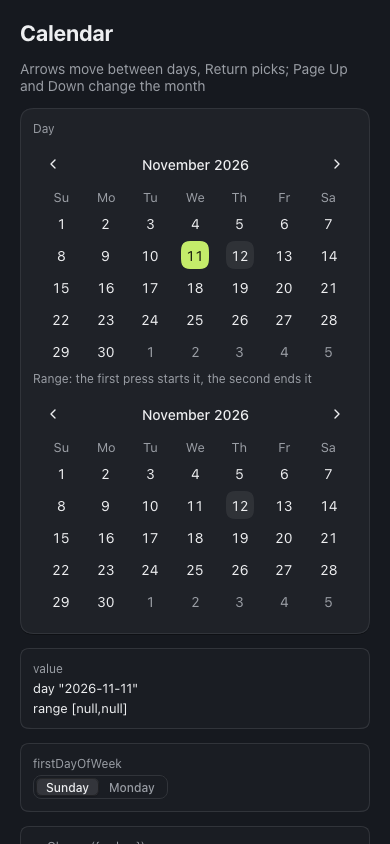 Calendar
Arrows move between days, Return picks; Page Up
and Down change the month
Day
November 2026
Su Mo Tu We Th Fr Sa
1 2 3 4 5 6 7
8 9 10 11 12 13 14
15 16 17 18 19 20 21
22 23 24 25 26 27 28
29 30 1 2 3 4 5
Range: the first press starts it, the second ends it
November 2026
Su Mo Tu We Th Fr Sa
1 2 3 4 5 6 7
8 9 10 11 12 13 14
15 16 17 18 19 20 21
22 23 24 25 26 27 28
29 30 1 2 3 4 5
value
day "2026-11-11"
range [null,null]
firstDayOfWeek
Sunday Monday